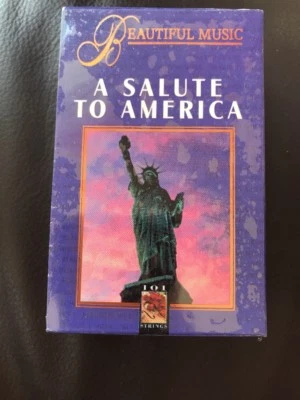 BEAUTIFUL MUSIC
A SALUTE
TO AMERICA
101
STRINGS